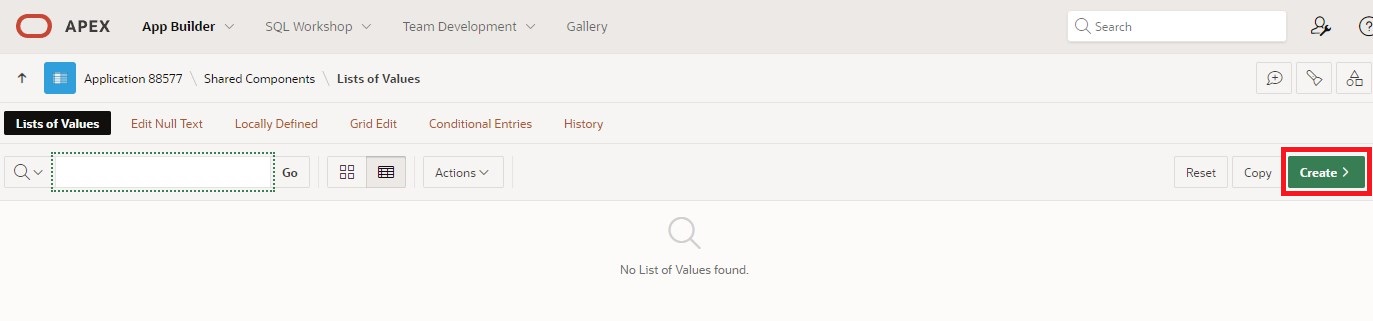 APEX App Builder SQL Workshop Team Development Gallery Search
Application 88577 \ Shared Components \ Lists of Values
Lists of Values Edit Null Text Locally Defined Grid Edit Conditional Entries History
Go Actions Reset Copy Create
No List of Values found.